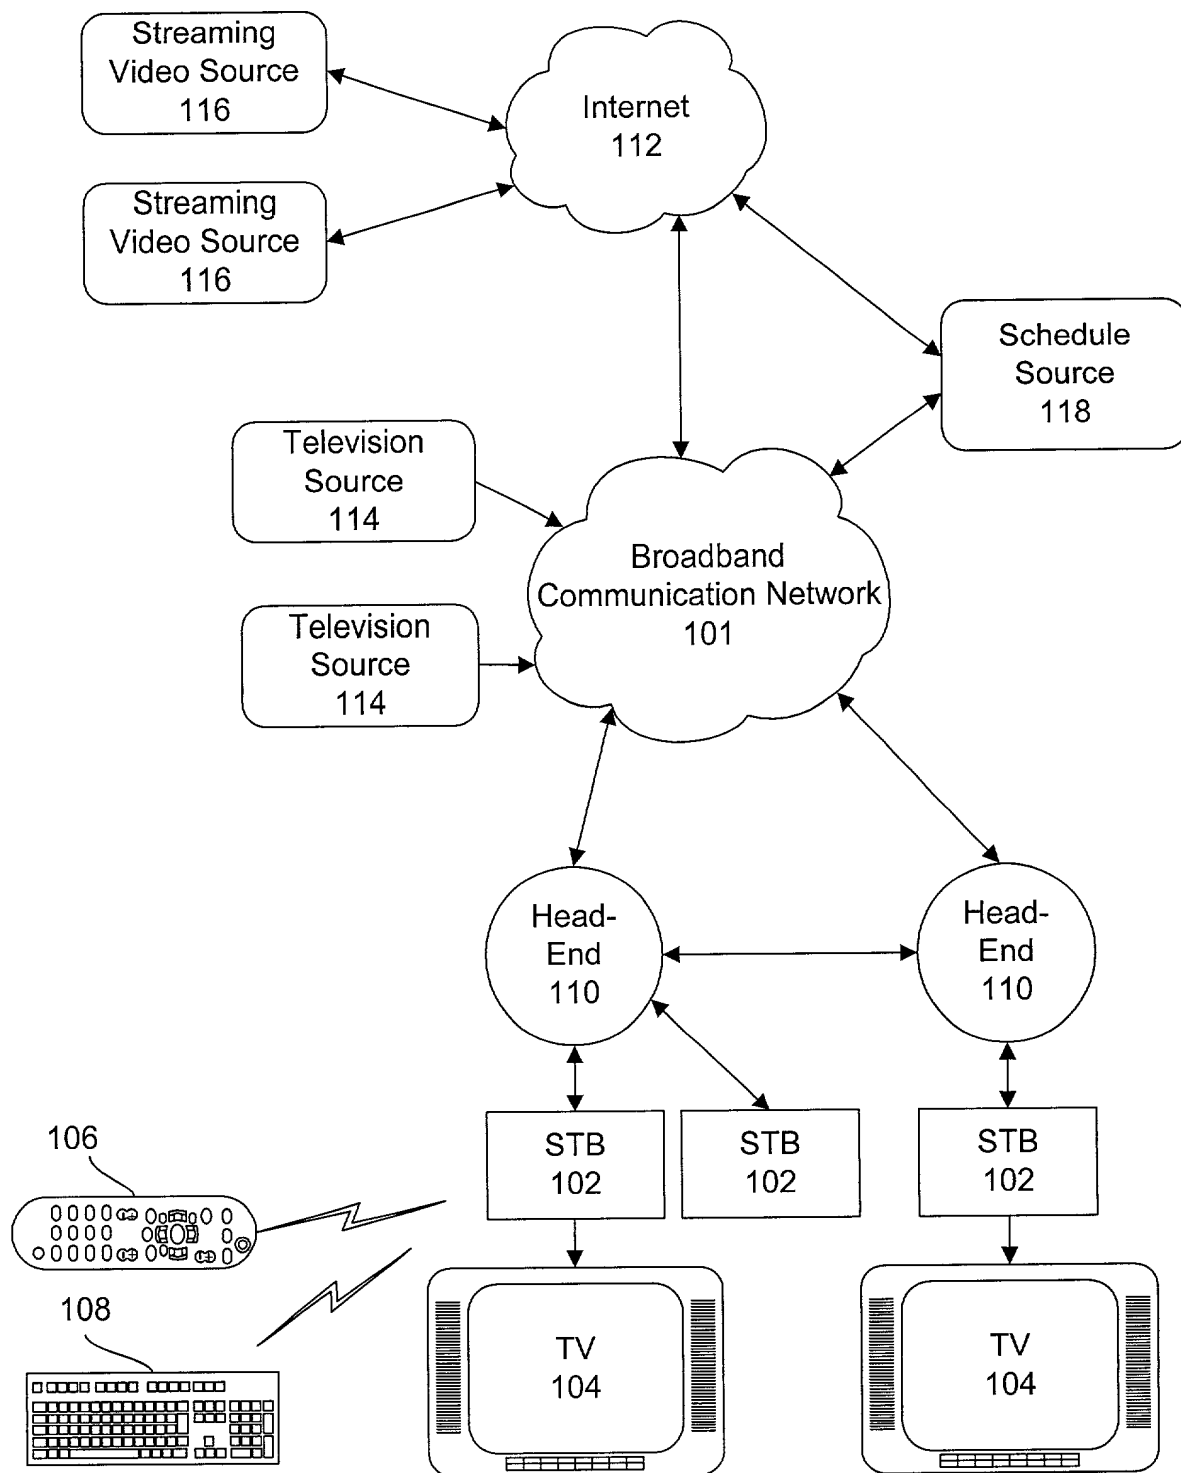 Streaming
Video Source
116
Internet
112
Streaming
Video Source
116
Schedule
Source
118
Television
Source
114
Broadband
Communication Network
101
Television
Source
114
Head-
End
110
Head-
End
110
STB
102
STB
102
STB
102
106
108
TV
104
TV
104